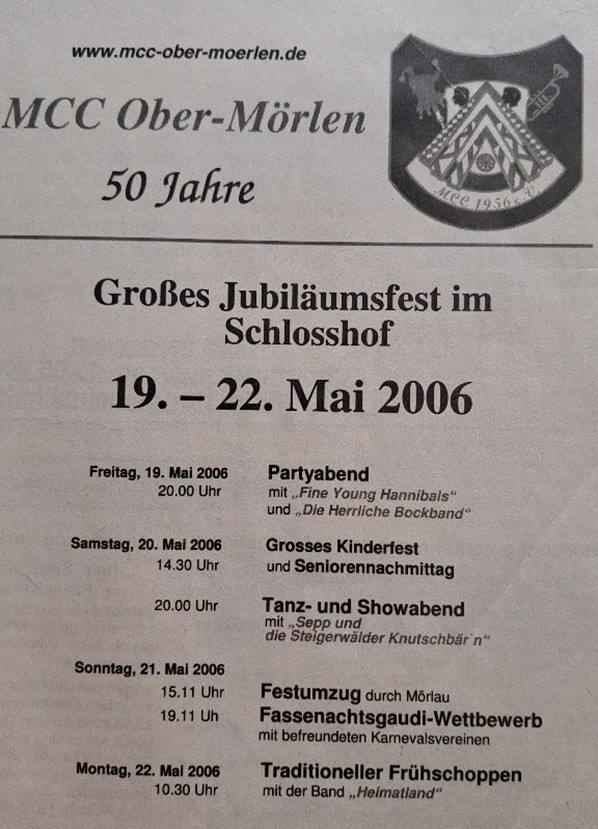 www.mcc-ober-moerlen.de
MCC Ober-Mörlen
50 Jahre
MCC 1956 e.V.
Großes Jubiläumsfest im
Schlosshof
19. – 22. Mai 2006
Freitag, 19. Mai 2006 Partyabend
20.00 Uhr mit „Fine Young Hannibals“
und „Die Herrliche Bockband“
Samstag, 20. Mai 2006 Grosses Kinderfest
14.30 Uhr und Seniorennachmittag
20.00 Uhr Tanz- und Showabend
mit „Sepp und
die Steigerwälder Knutschbär`n“
Sonntag, 21. Mai 2006
15.11 Uhr Festumzug durch Mörlau
19.11 Uh Fassenachtsgaudi-Wettbewerb
mit befreundeten Karnevalsvereinen
Montag, 22. Mai 2006 Traditioneller Frühschoppen
10.30 Uhr mit der Band „Heimatland“